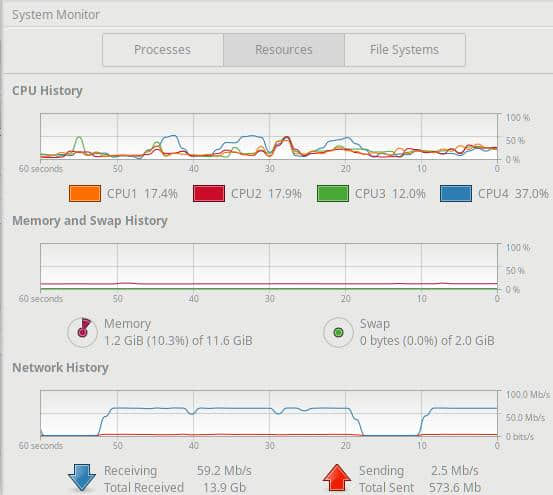 System Monitor
Processes Resources File Systems
CPU History
100 %
50 %
0 %
60 seconds 50 40 30 20 10 0
CPU1 17.4% CPU2 17.9% CPU3 12.0% CPU4 37.0%
Memory and Swap History
100 %
50 %
0 %
60 seconds 50 40 30 20 10 0
Memory Swap
1.2 GiB (10.3%) of 11.6 GiB 0 bytes (0.0%) of 2.0 GiB
Network History
100.0 Mb/s
50.0 Mb/s
0 bits/s
60 seconds 50 40 30 20 10 0
Receiving 59.2 Mb/s Sending 2.5 Mb/s
Total Received 13.9 Gb Total Sent 573.6 Mb